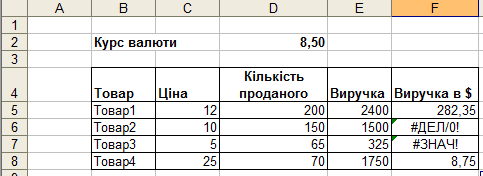 A B C D E F
1
2 Курс валюти 8,50
3
Кількість
4 Товар Ціна проданого Виручка Виручка в $
5 Товар1 12 200 2400 282,35
6 Товар2 10 150 1500 #ДЕЛ/0!
7 Товар3 5 65 325 #ЗНАЧ!
8 Товар4 25 70 1750 8,75